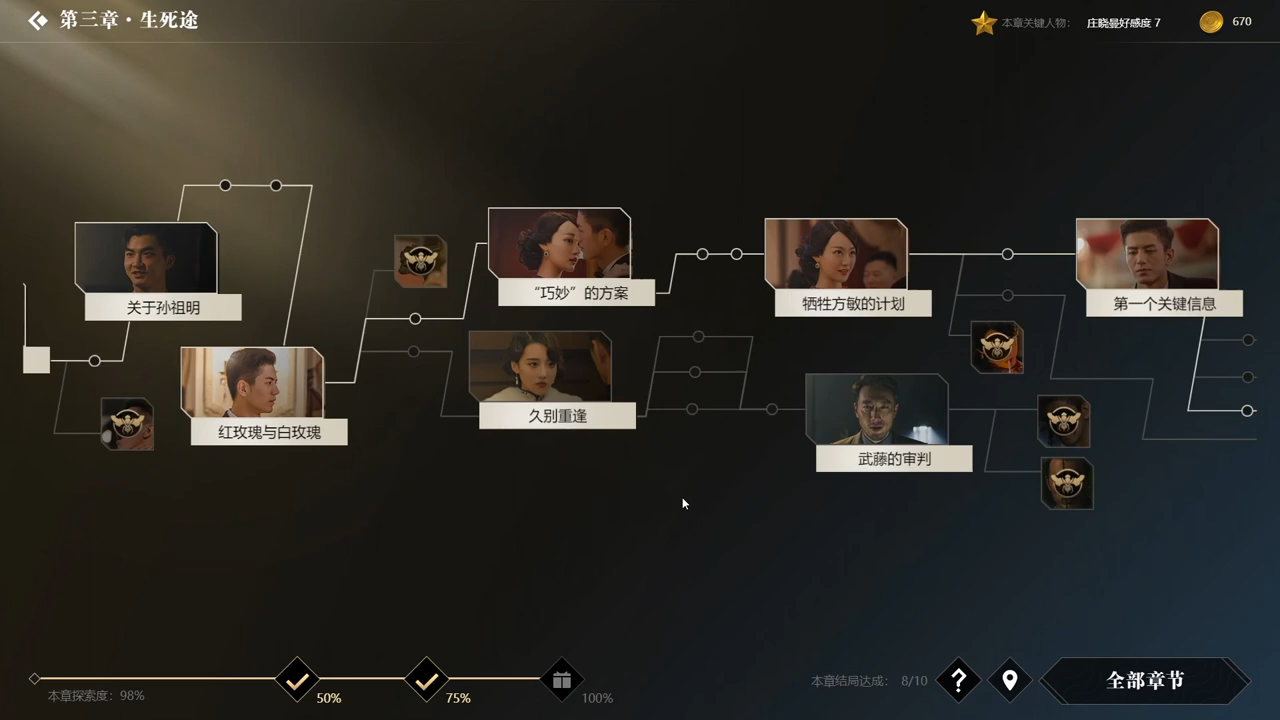 第三章·生死途
本章关键人物： 庄晓曼好感度 7
670
关于孙祖明
红玫瑰与白玫瑰
“巧妙”的方案
久别重逢
牺牲方敏的计划
武藤的审判
第一个关键信息
本章探索度：98%
50%
75%
100%
本章结局达成： 8/10
?
全部章节